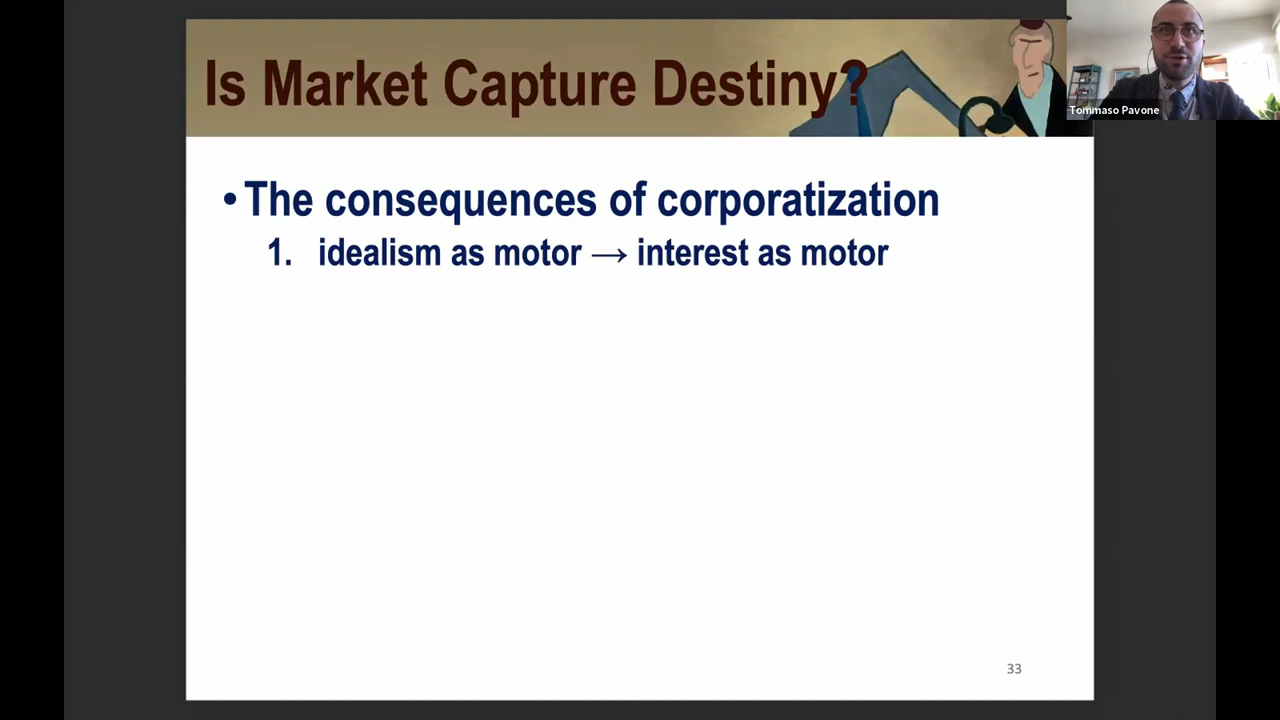 Is Market Capture Destiny?
Tommaso Pavone
• The consequences of corporatization
1. idealism as motor → interest as motor
33